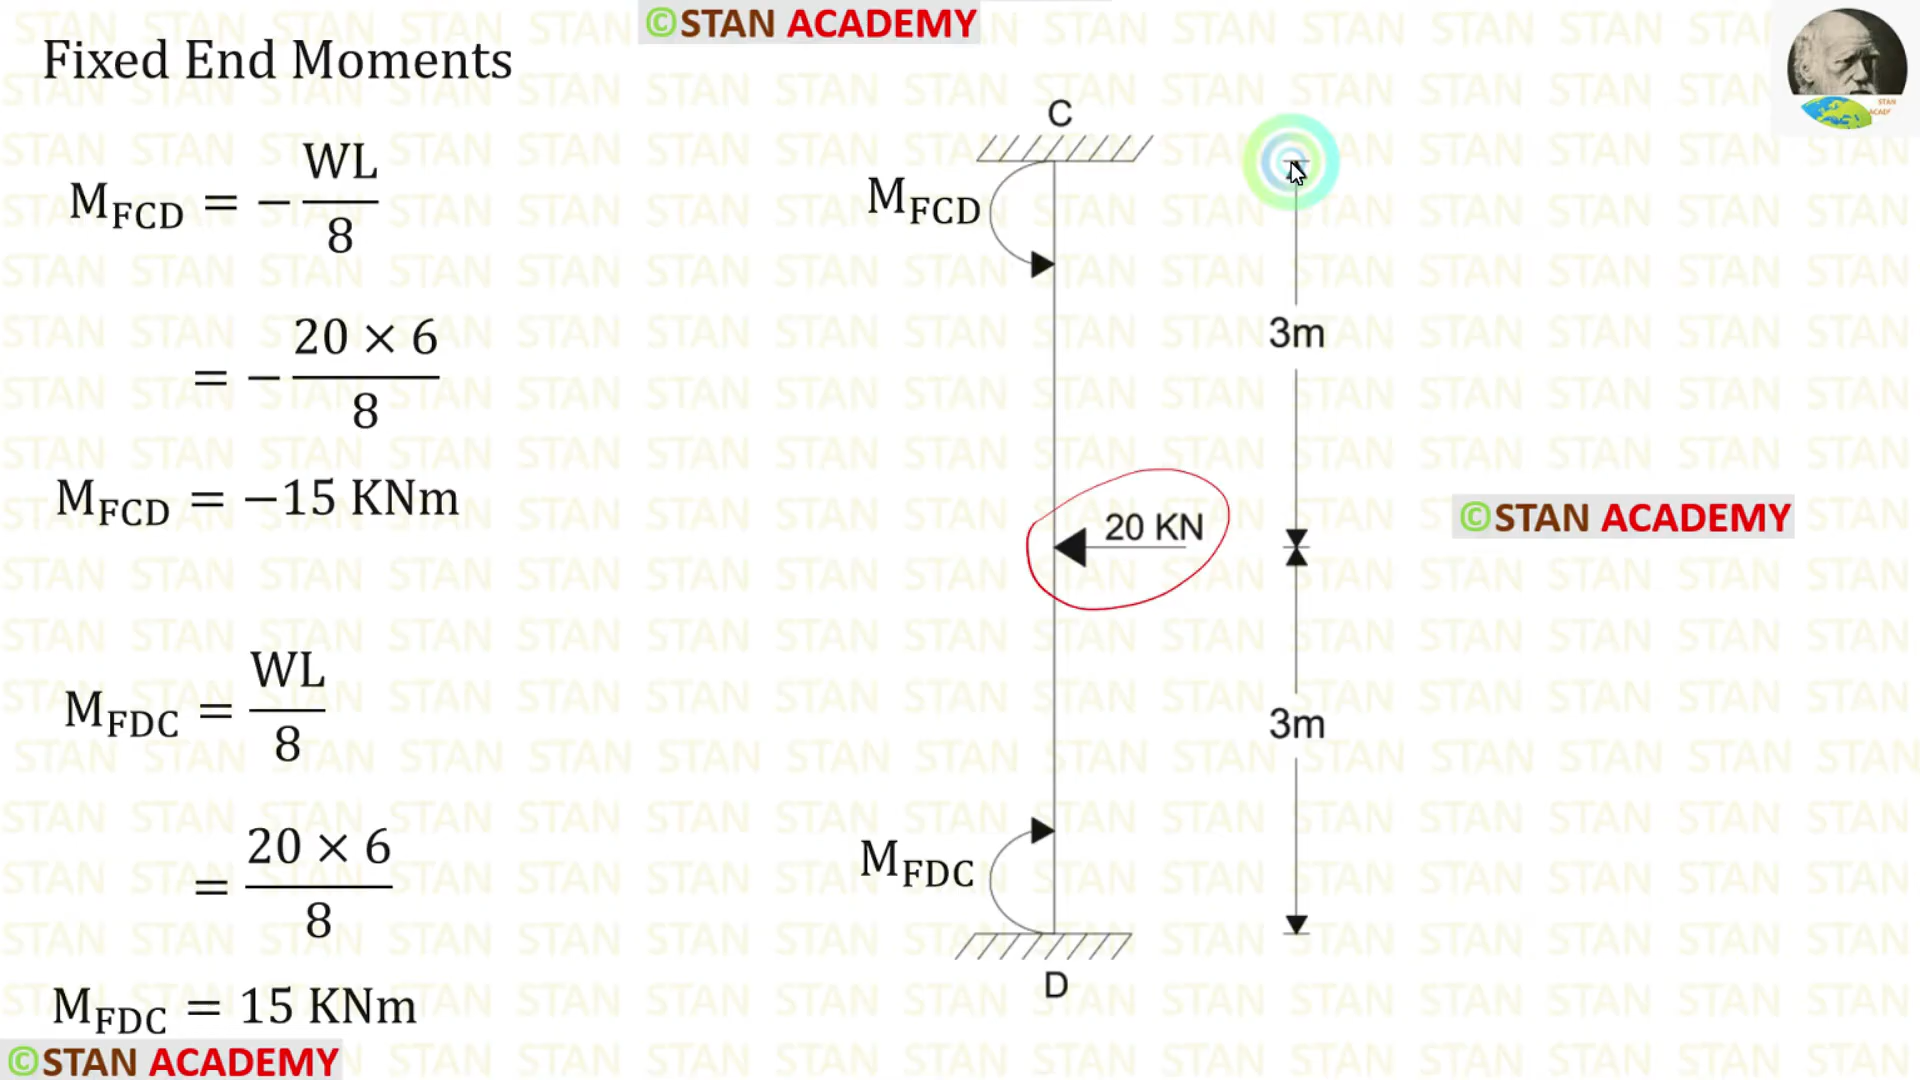 ©STAN ACADEMY
Fixed End Moments
M_FCD = − WL/8
= − 20 × 6/8
M_FCD = −15 KNm
M_FDC = WL/8
= 20 × 6/8
M_FDC = 15 KNm
©STAN ACADEMY
C
M_FCD
3m
20 KN
3m
M_FDC
D
©STAN ACADEMY
STAN